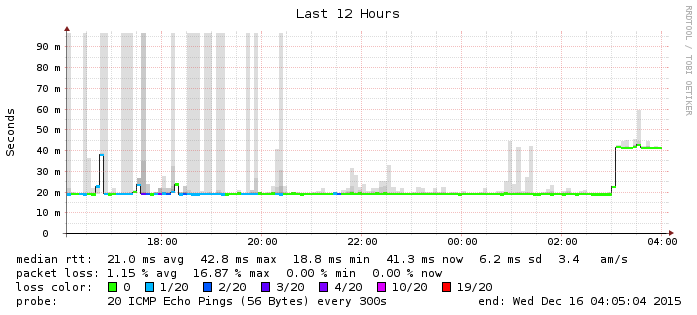 Last 12 Hours
RRDTOOL / TOBI OETIKER
Seconds
90 m
80 m
70 m
60 m
50 m
40 m
30 m
20 m
10 m
0
18:00 20:00 22:00 00:00 02:00 04:00
median rtt: 21.0 ms avg 42.8 ms max 18.8 ms min 41.3 ms now 6.2 ms sd 3.4 am/s
packet loss: 1.15 % avg 16.87 % max 0.00 % min 0.00 % now
loss color: 0 1/20 2/20 3/20 4/20 10/20 19/20
probe: 20 ICMP Echo Pings (56 Bytes) every 300s end: Wed Dec 16 04:05:04 2015